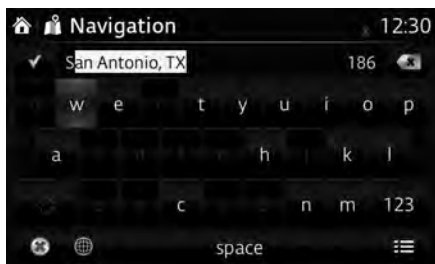 Navigation 12:30
San Antonio, TX 186
w e t y u i o p
a h k l
c n m 123
space